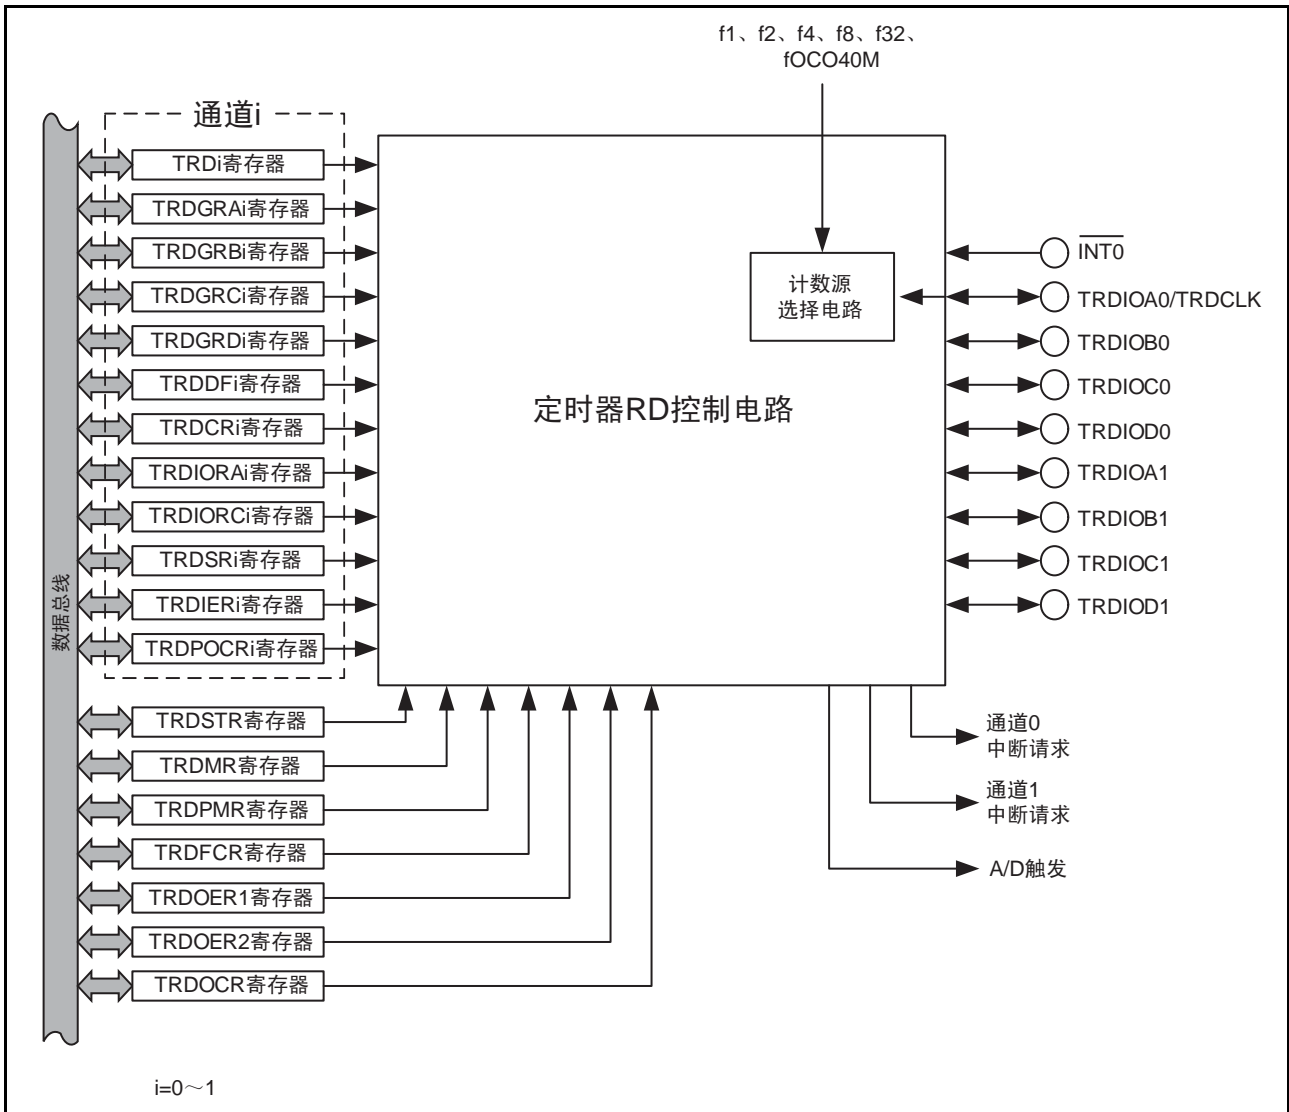 f1、f2、f4、f8、f32、
fOCO40M
通道i
TRDi寄存器
TRDGRAi寄存器
TRDGRBi寄存器
TRDGRCi寄存器
TRDGRDi寄存器
TRDDFi寄存器
TRDCRi寄存器
TRDIORAi寄存器
TRDIORCi寄存器
TRDSRi寄存器
TRDIERi寄存器
TRDPOCRi寄存器
数据总线
计数源
选择电路
定时器RD控制电路
INT0
TRDIOA0/TRDCLK
TRDIOB0
TRDIOC0
TRDIOD0
TRDIOA1
TRDIOB1
TRDIOC1
TRDIOD1
TRDSTR寄存器
TRDMR寄存器
TRDPMR寄存器
TRDFCR寄存器
TRDOER1寄存器
TRDOER2寄存器
TRDOCR寄存器
通道0
中断请求
通道1
中断请求
A/D触发
i=0～1